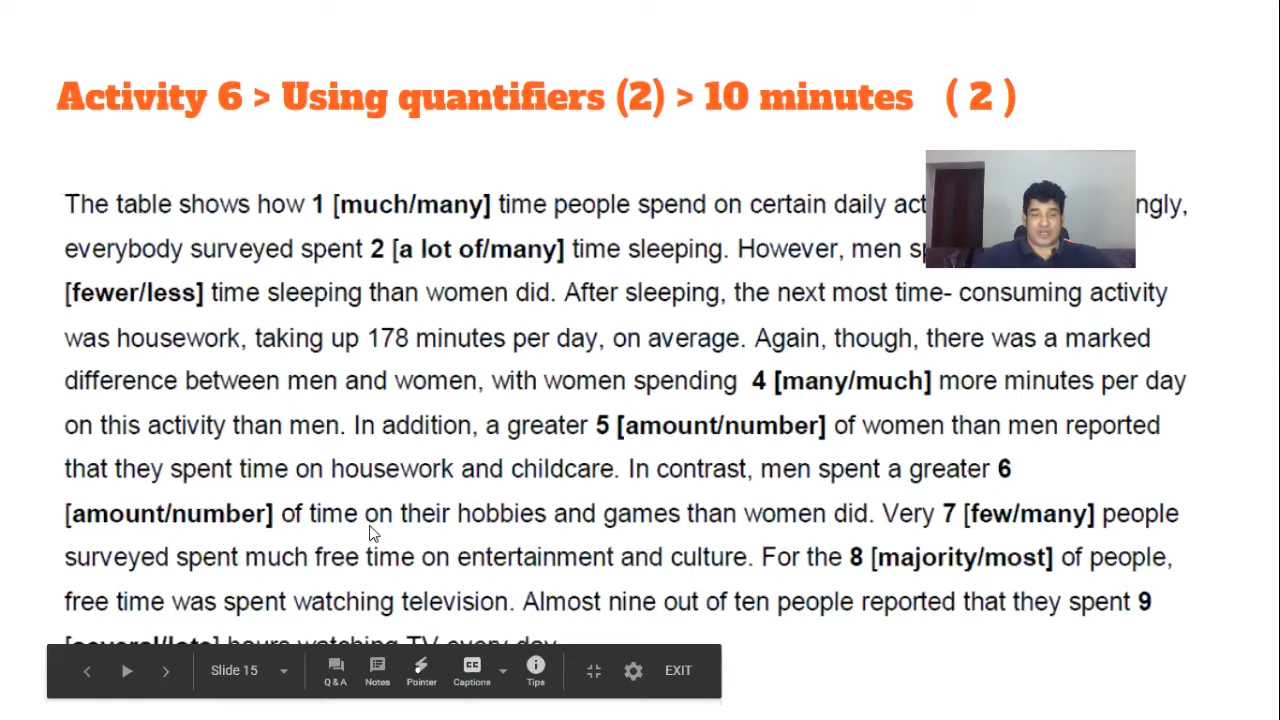 Activity 6 > Using quantifiers (2) > 10 minutes ( 2 )
The table shows how 1 [much/many] time people spend on certain daily act ngly,
everybody surveyed spent 2 [a lot of/many] time sleeping. However, men sp
[fewer/less] time sleeping than women did. After sleeping, the next most time- consuming activity
was housework, taking up 178 minutes per day, on average. Again, though, there was a marked
difference between men and women, with women spending 4 [many/much] more minutes per day
on this activity than men. In addition, a greater 5 [amount/number] of women than men reported
that they spent time on housework and childcare. In contrast, men spent a greater 6
[amount/number] of time on their hobbies and games than women did. Very 7 [few/many] people
surveyed spent much free time on entertainment and culture. For the 8 [majority/most] of people,
free time was spent watching television. Almost nine out of ten people reported that they spent 9
[several/lots] hours watching TV every day.
Slide 15
Q & A
Notes
Pointer
Captions
Tips
EXIT